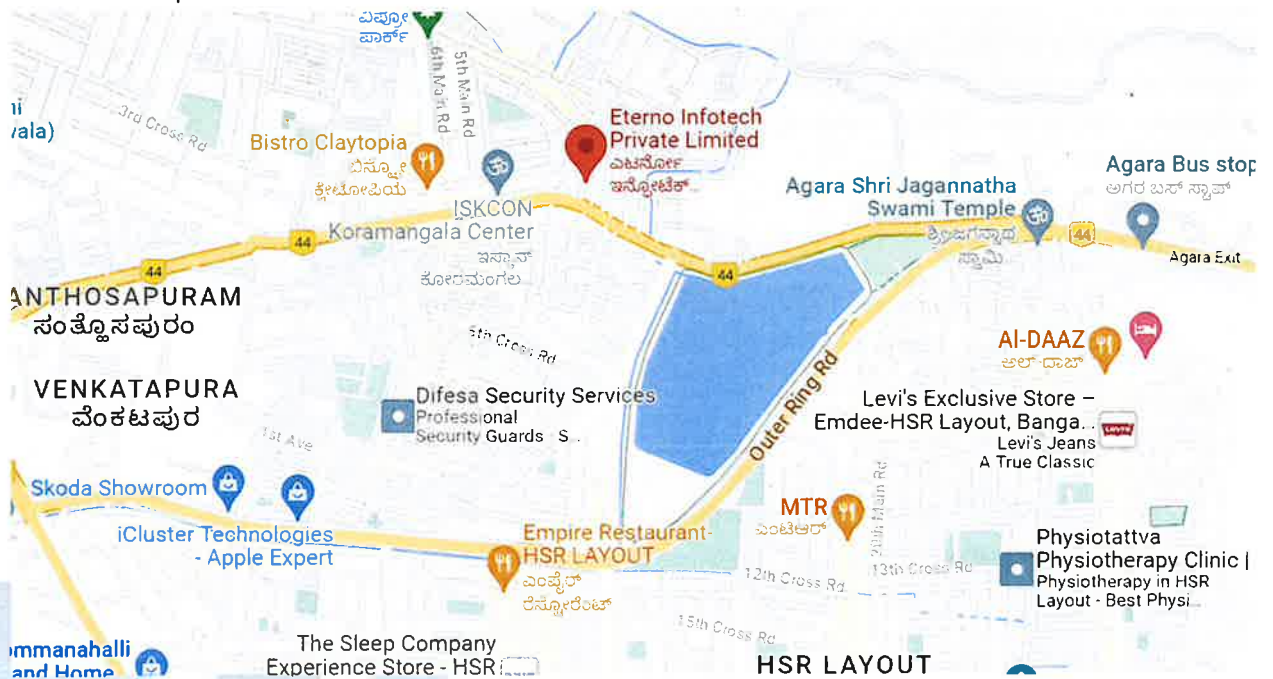 ವಿಪ್ರೋ
ಪಾರ್ಕ್
6th Main Rd
5th Main Rd
3rd Cross Rd
wala)
Bistro Claytopia
ಬಿಸ್ಟ್ರೋ
ಕ್ಲೇಟೋಪಿಯ
Eterno Infotech
Private Limited
ಎಟರ್ನೋ
ಇನ್ಫೋಟೆಕ್...
Agara Shri Jagannatha
Swami Temple
ಶ್ರೀ ಜಗನ್ನಾಥ
ಸ್ವಾಮಿ...
Agara Bus stop
ಅಗರ ಬಸ್ ಸ್ಟಾಪ್
44
Agara Exit
ISKCON
Koramangala Center
ಇಸ್ಕಾನ್
ಕೋರಮಂಗಲ...
44
44
44
ANTHOSAPURAM
ಸಂತ್ಹೊಸಪುರಂ
5th Cross Rd
Al-DAAZ
ಅಲ್-ದಾಜ್
VENKATAPURA
ವೆಂಕಟಪುರ
Difesa Security Services
Professional
Security Guards - S...
Outer Ring Rd
Levi's Exclusive Store –
Emdee-HSR Layout, Banga...
Levi's Jeans
A True Classic
1st Ave
Skoda Showroom
iCluster Technologies
- Apple Expert
Empire Restaurant-
HSR LAYOUT
ಎಂಪೈರ್
ರೆಸ್ಟೋರೆಂಟ್
MTR
ಎಂಟಿಆರ್
12th Cross Rd
13th Cross Rd
Physiotattva
Physiotherapy Clinic |
Physiotherapy in HSR
Layout - Best Physi...
15th Cross Rd
ommanahalli
and Home
The Sleep Company
Experience Store - HSR
HSR LAYOUT